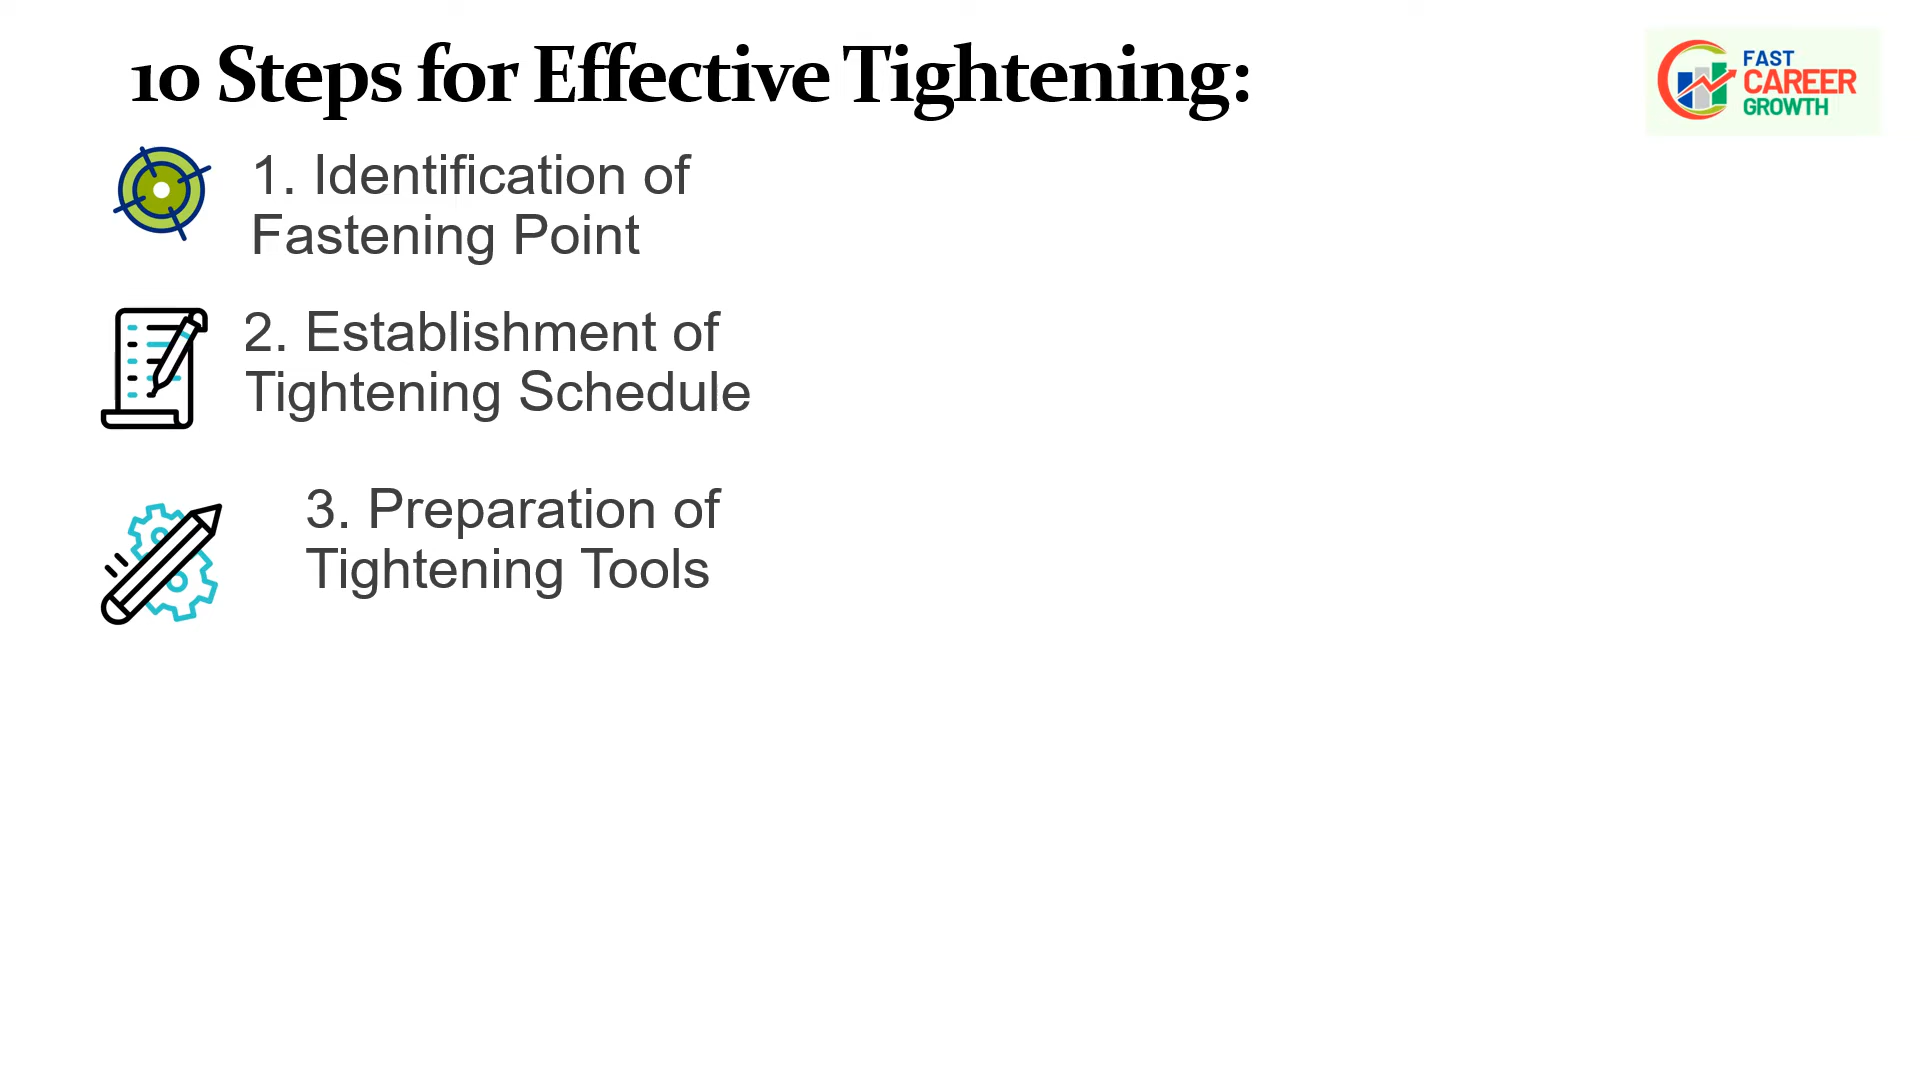 10 Steps for Effective Tightening:
FAST
CAREER
GROWTH
1. Identification of
Fastening Point
2. Establishment of
Tightening Schedule
3. Preparation of
Tightening Tools